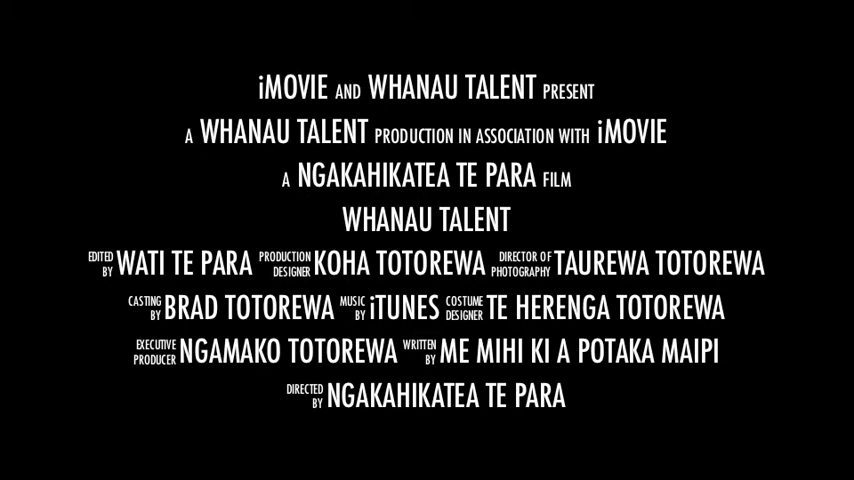 iMOVIE AND WHANAU TALENT PRESENT
A WHANAU TALENT PRODUCTION IN ASSOCIATION WITH iMOVIE
A NGAKAHIKATEA TE PARA FILM
WHANAU TALENT
EDITED BY WATI TE PARA PRODUCTION DESIGNER KOHA TOTOREWA DIRECTOR OF PHOTOGRAPHY TAUREWA TOTOREWA
CASTING BY BRAD TOTOREWA MUSIC BY iTUNES COSTUME DESIGNER TE HERENGA TOTOREWA
EXECUTIVE PRODUCER NGAMAKO TOTOREWA WRITTEN BY ME MIHI KI A POTAKA MAIPI
DIRECTED BY NGAKAHIKATEA TE PARA